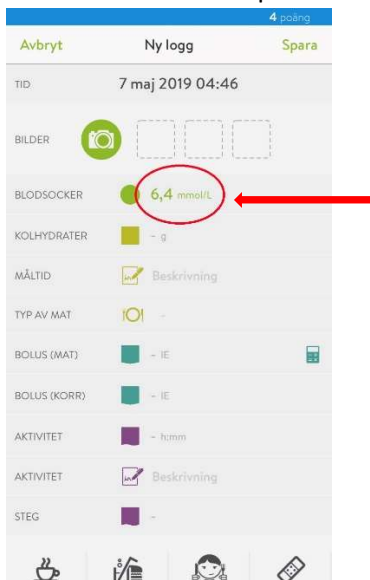 4 poäng
Avbryt Ny logg Spara
TID 7 maj 2019 04:46
BILDER
BLODSOCKER 6,4 mmol/L
KOLHYDRATER - g
MÅLTID Beskrivning
TYP AV MAT -
BOLUS (MAT) - IE
BOLUS (KORR) - IE
AKTIVITET - h:mm
AKTIVITET Beskrivning
STEG -